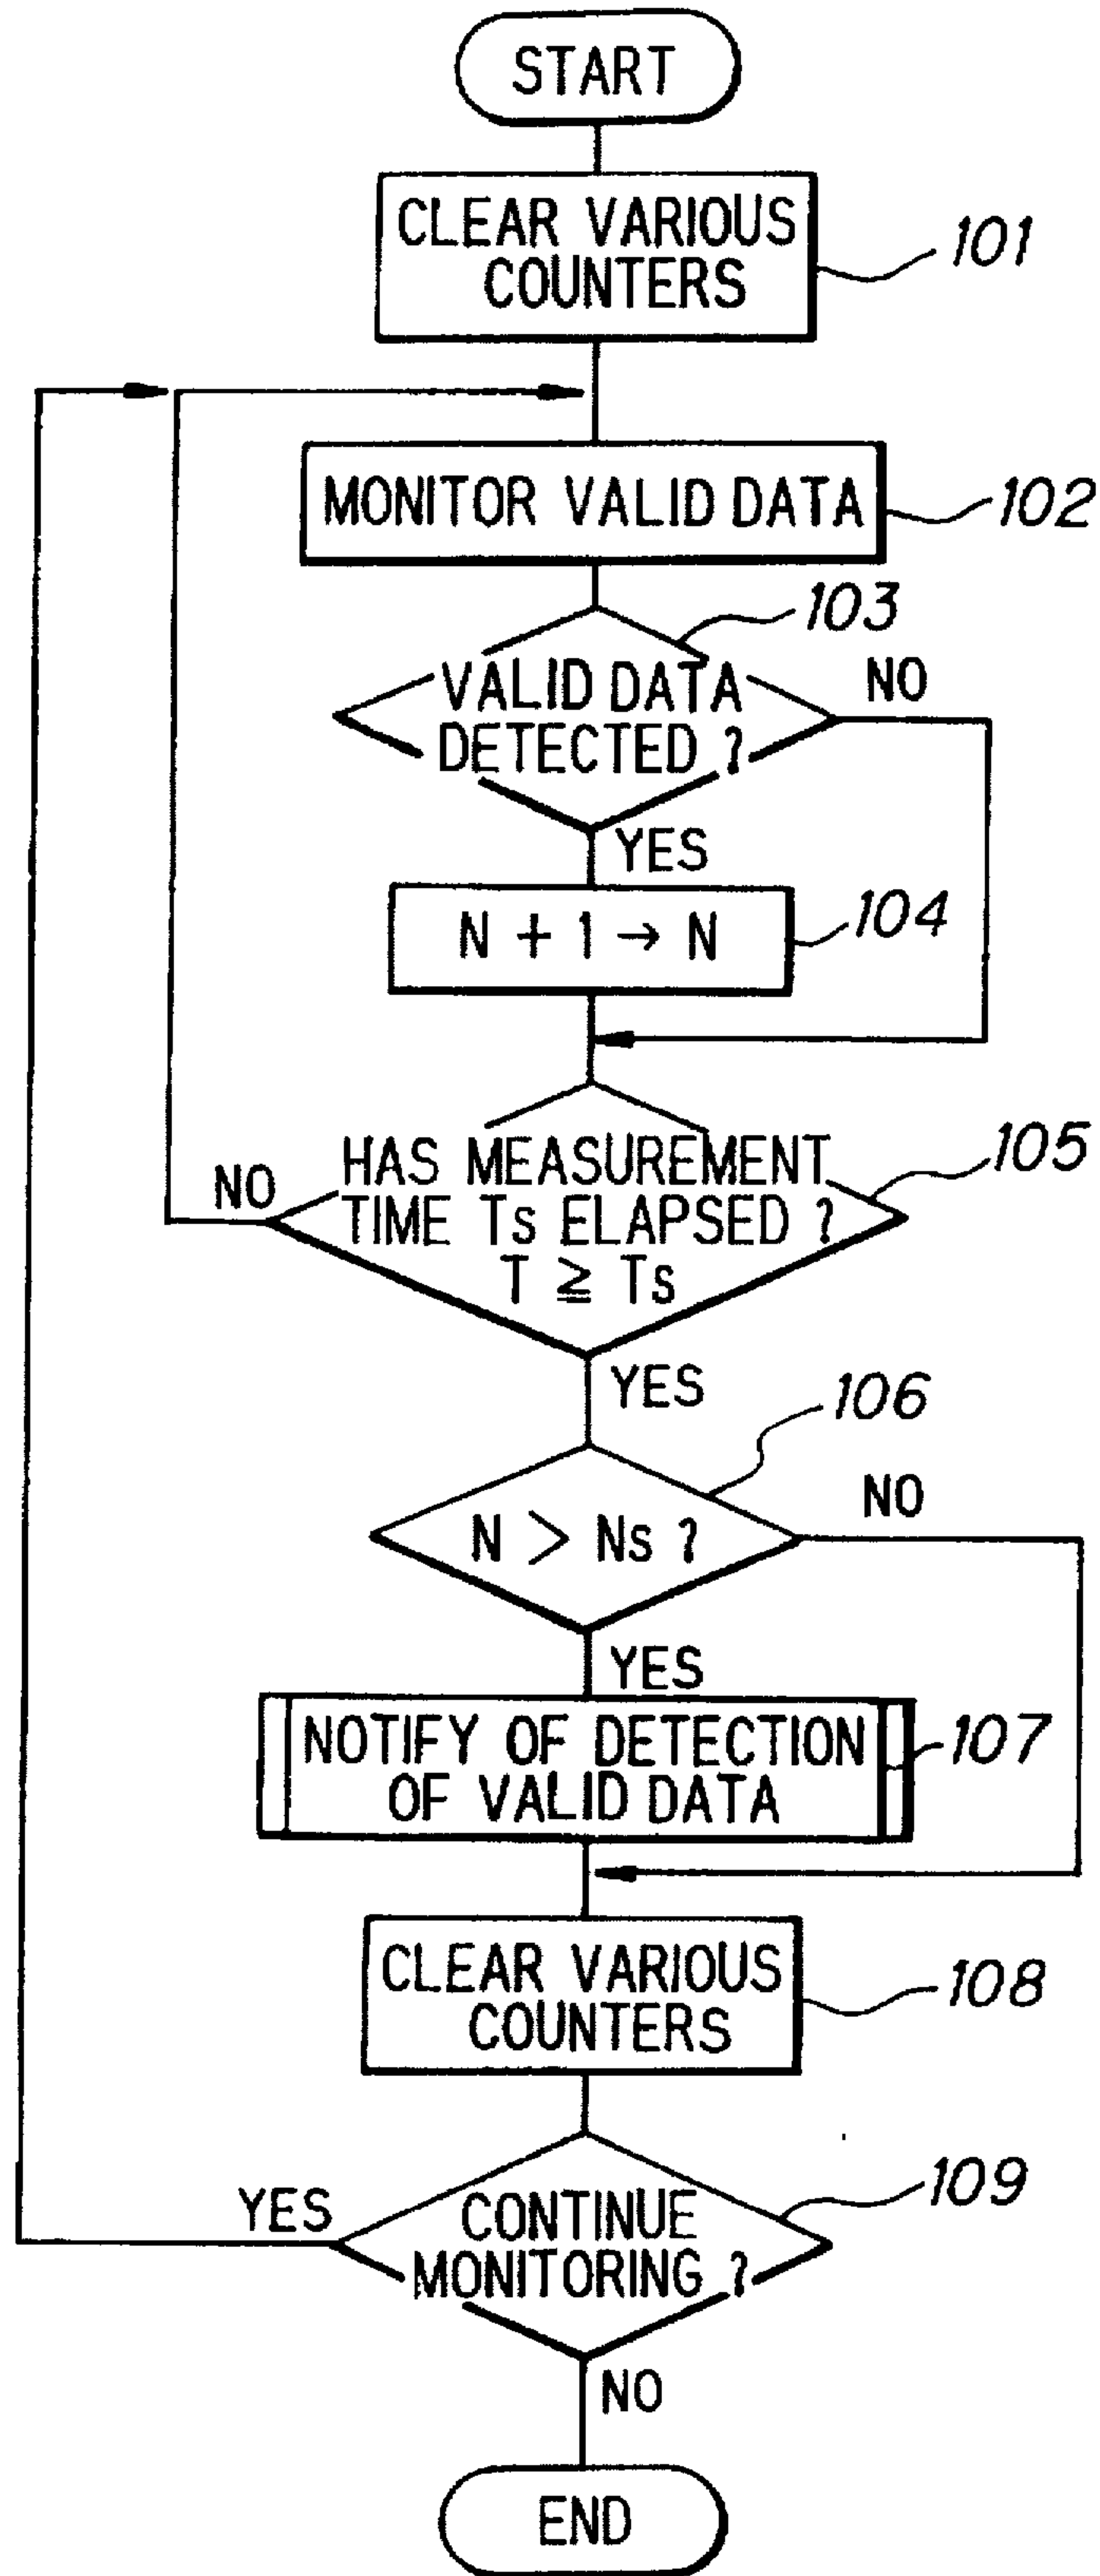 START
CLEAR VARIOUS
COUNTERS
101
MONITOR VALID DATA
102
103
VALID DATA
DETECTED ?
NO
YES
N + 1 → N
104
HAS MEASUREMENT
TIME Ts ELAPSED ?
T ≧ Ts
105
NO
YES
106
N > Ns ?
NO
YES
NOTIFY OF DETECTION
OF VALID DATA
107
CLEAR VARIOUS
COUNTERS
108
109
YES
CONTINUE
MONITORING ?
NO
END